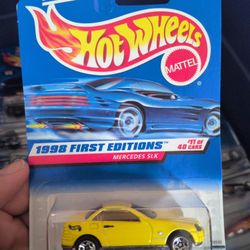 Hot Wheels
MATTEL
1998 FIRST EDITIONS
#11 of
40 CARS
MERCEDES SLK